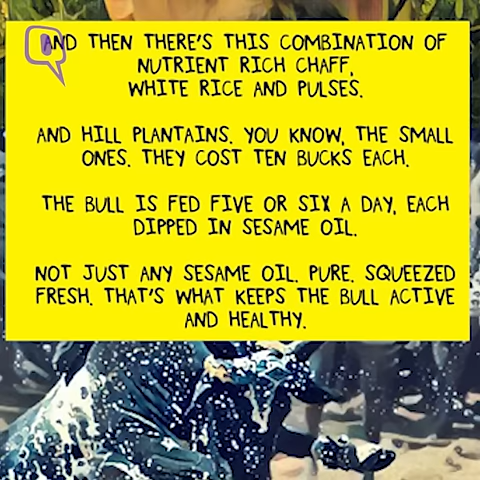 AND THEN THERE'S THIS COMBINATION OF
NUTRIENT RICH CHAFF,
WHITE RICE AND PULSES.
AND HILL PLANTAINS. YOU KNOW, THE SMALL
ONES. THEY COST TEN BUCKS EACH.
THE BULL IS FED FIVE OR SIX A DAY, EACH
DIPPED IN SESAME OIL.
NOT JUST ANY SESAME OIL. PURE. SQUEEZED
FRESH. THAT'S WHAT KEEPS THE BULL ACTIVE
AND HEALTHY.